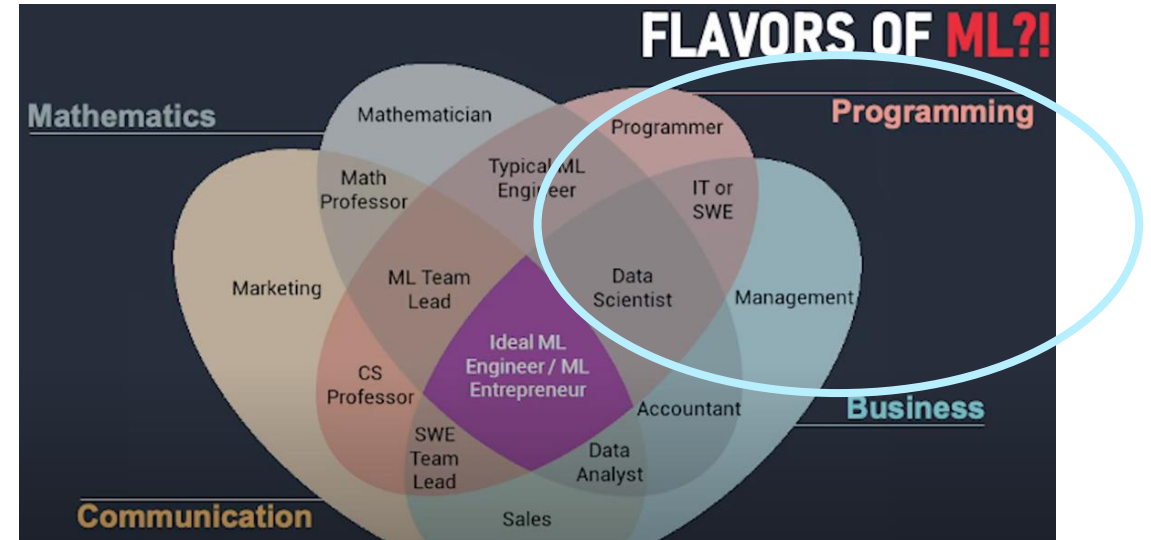 FLAVORS OF ML?!
Mathematics
Programming
Mathematician
Programmer
Typical ML
Engineer
Math
Professor
IT or
SWE
ML Team
Lead
Data
Scientist
Marketing
Management
Ideal ML
Engineer / ML
Entrepreneur
CS
Professor
Accountant
Business
SWE
Team
Lead
Data
Analyst
Communication
Sales